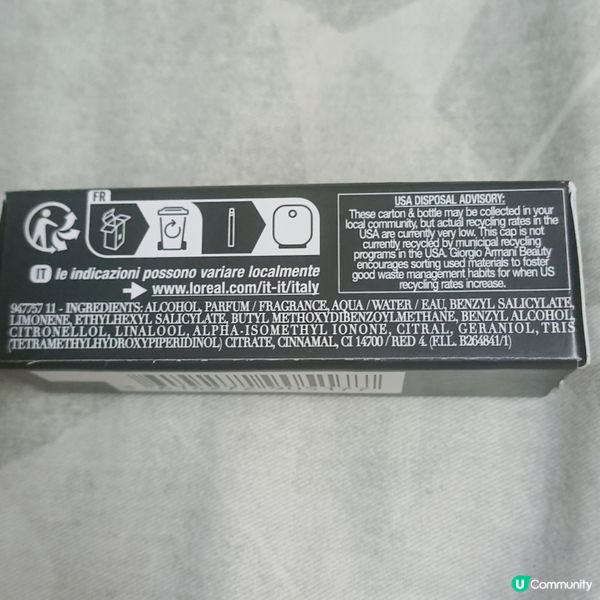 FR
USA DISPOSAL ADVISORY:
These carton & bottle may be collected in your
local community, but actual recycling rates in the
USA are currently very low. This cap is not
currently recycled by municipal recycling
programs in the USA. Giorgio Armani Beauty
encourages sorting used materials to foster
good waste management habits for when US
recycling rates increase.
IT le indicazioni possono variare localmente
www.loreal.com/it-it/italy
967757 11 - INGREDIENTS: ALCOHOL, PARFUM / FRAGRANCE, AQUA / WATER / EAU, BENZYL SALICYLATE,
LIMONENE, ETHYLHEXYL SALICYLATE, BUTYL METHOXYDIBENZOYLMETHANE, BENZYL ALCOHOL,
CITRONELLOL, LINALOOL, ALPHA-ISOMETHYL IONONE, CITRAL, GERANIOL, TRIS
(TETRAMETHYLHYDROXYPIPERIDINOL) CITRATE, CINNAMAL, CI 14700 / RED 4. (F.I.L. B264841/1)
U Community